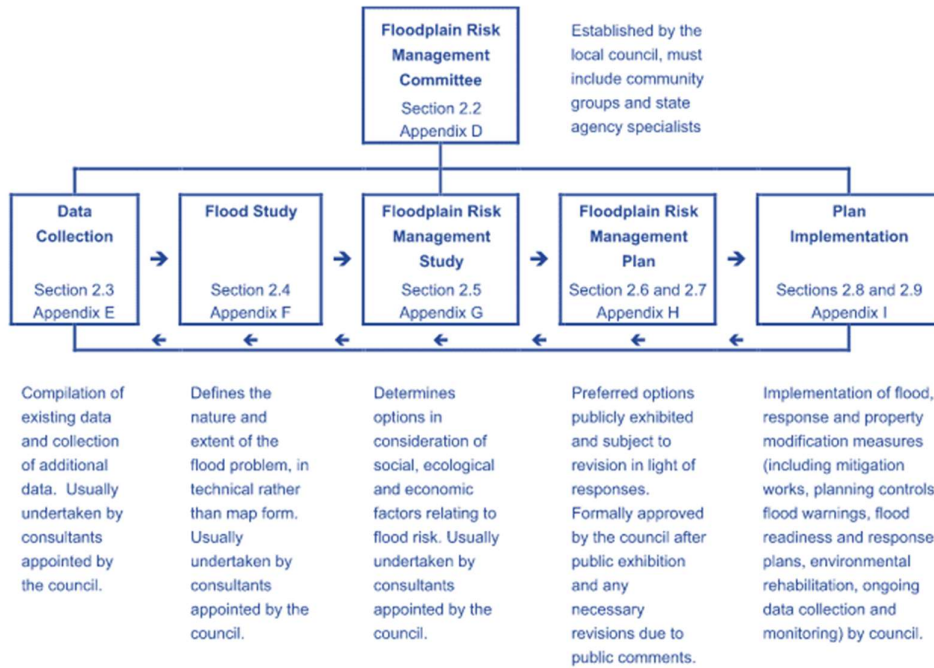 Floodplain Risk
Management
Committee
Section 2.2
Appendix D
Established by the
local council, must
include community
groups and state
agency specialists
Data
Collection
Section 2.3
Appendix E
Flood Study
Section 2.4
Appendix F
Floodplain Risk
Management
Study
Section 2.5
Appendix G
Floodplain Risk
Management
Plan
Section 2.6 and 2.7
Appendix H
Plan
Implementation
Sections 2.8 and 2.9
Appendix I
Compilation of
existing data
and collection
of additional
data. Usually
undertaken by
consultants
appointed by
the council.
Defines the
nature and
extent of the
flood problem, in
technical rather
than map form.
Usually
undertaken by
consultants
appointed by the
council.
Determines
options in
consideration of
social, ecological
and economic
factors relating to
flood risk. Usually
undertaken by
consultants
appointed by the
council.
Preferred options
publicly exhibited
and subject to
revision in light of
responses.
Formally approved
by the council after
public exhibition
and any
necessary
revisions due to
public comments.
Implementation of flood,
response and property
modification measures
(including mitigation
works, planning controls
flood warnings, flood
readiness and response
plans, environmental
rehabilitation, ongoing
data collection and
monitoring) by council.